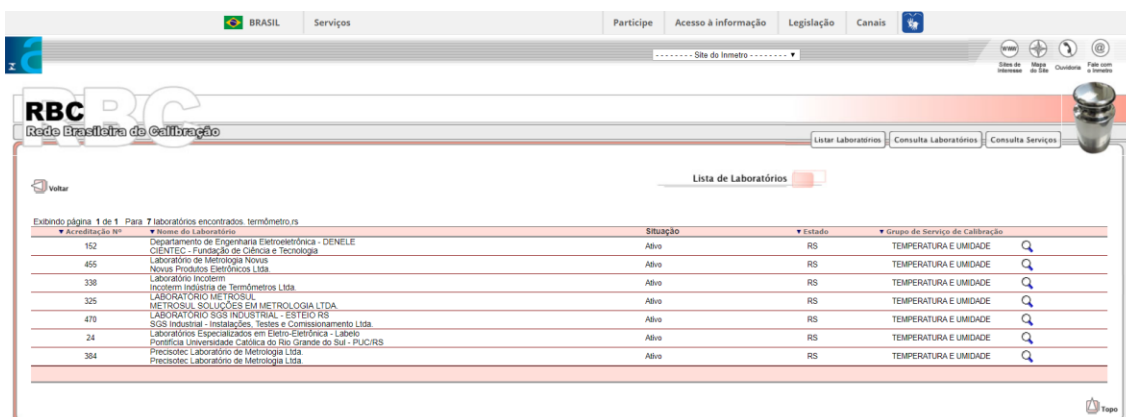 BRASIL Serviços Participe Acesso à informação Legislação Canais
- - - - - - - - Site do Inmetro - - - - - - - - ▼
www
Sites de Interesse Mapa do Site Ouvidoria Fale com o Inmetro
RBC
Rede Brasileira de Calibração
Listar Laboratórios Consulta Laboratórios Consulta Serviços
Voltar
Lista de Laboratórios
Exibindo página 1 de 1 Para 7 laboratórios encontrados. termômetro,rs
▼ Acreditação Nº ▼ Nome do Laboratório Situação ▼ Estado ▼ Grupo de Serviço de Calibração
152 Departamento de Engenharia Eletroeletrônica - DENELE Ativo RS TEMPERATURA E UMIDADE
CIENTEC - Fundação de Ciência e Tecnologia
455 Laboratório de Metrologia Novus Ativo RS TEMPERATURA E UMIDADE
Novus Produtos Eletrônicos Ltda.
338 Laboratório Incoterm Ativo RS TEMPERATURA E UMIDADE
Incoterm Indústria de Termômetros Ltda.
325 LABORATÓRIO METROSUL Ativo RS TEMPERATURA E UMIDADE
METROSUL SOLUÇÕES EM METROLOGIA LTDA.
470 LABORATÓRIO SGS INDUSTRIAL - ESTEIO RS Ativo RS TEMPERATURA E UMIDADE
SGS Industrial - Instalações, Testes e Comissionamento Ltda.
24 Laboratórios Especializados em Eletro-Eletrônica - Labelo Ativo RS TEMPERATURA E UMIDADE
Pontifícia Universidade Católica do Rio Grande do Sul - PUC/RS
384 Precisotec Laboratório de Metrologia Ltda. Ativo RS TEMPERATURA E UMIDADE
Precisotec Laboratório de Metrologia Ltda.
Topo